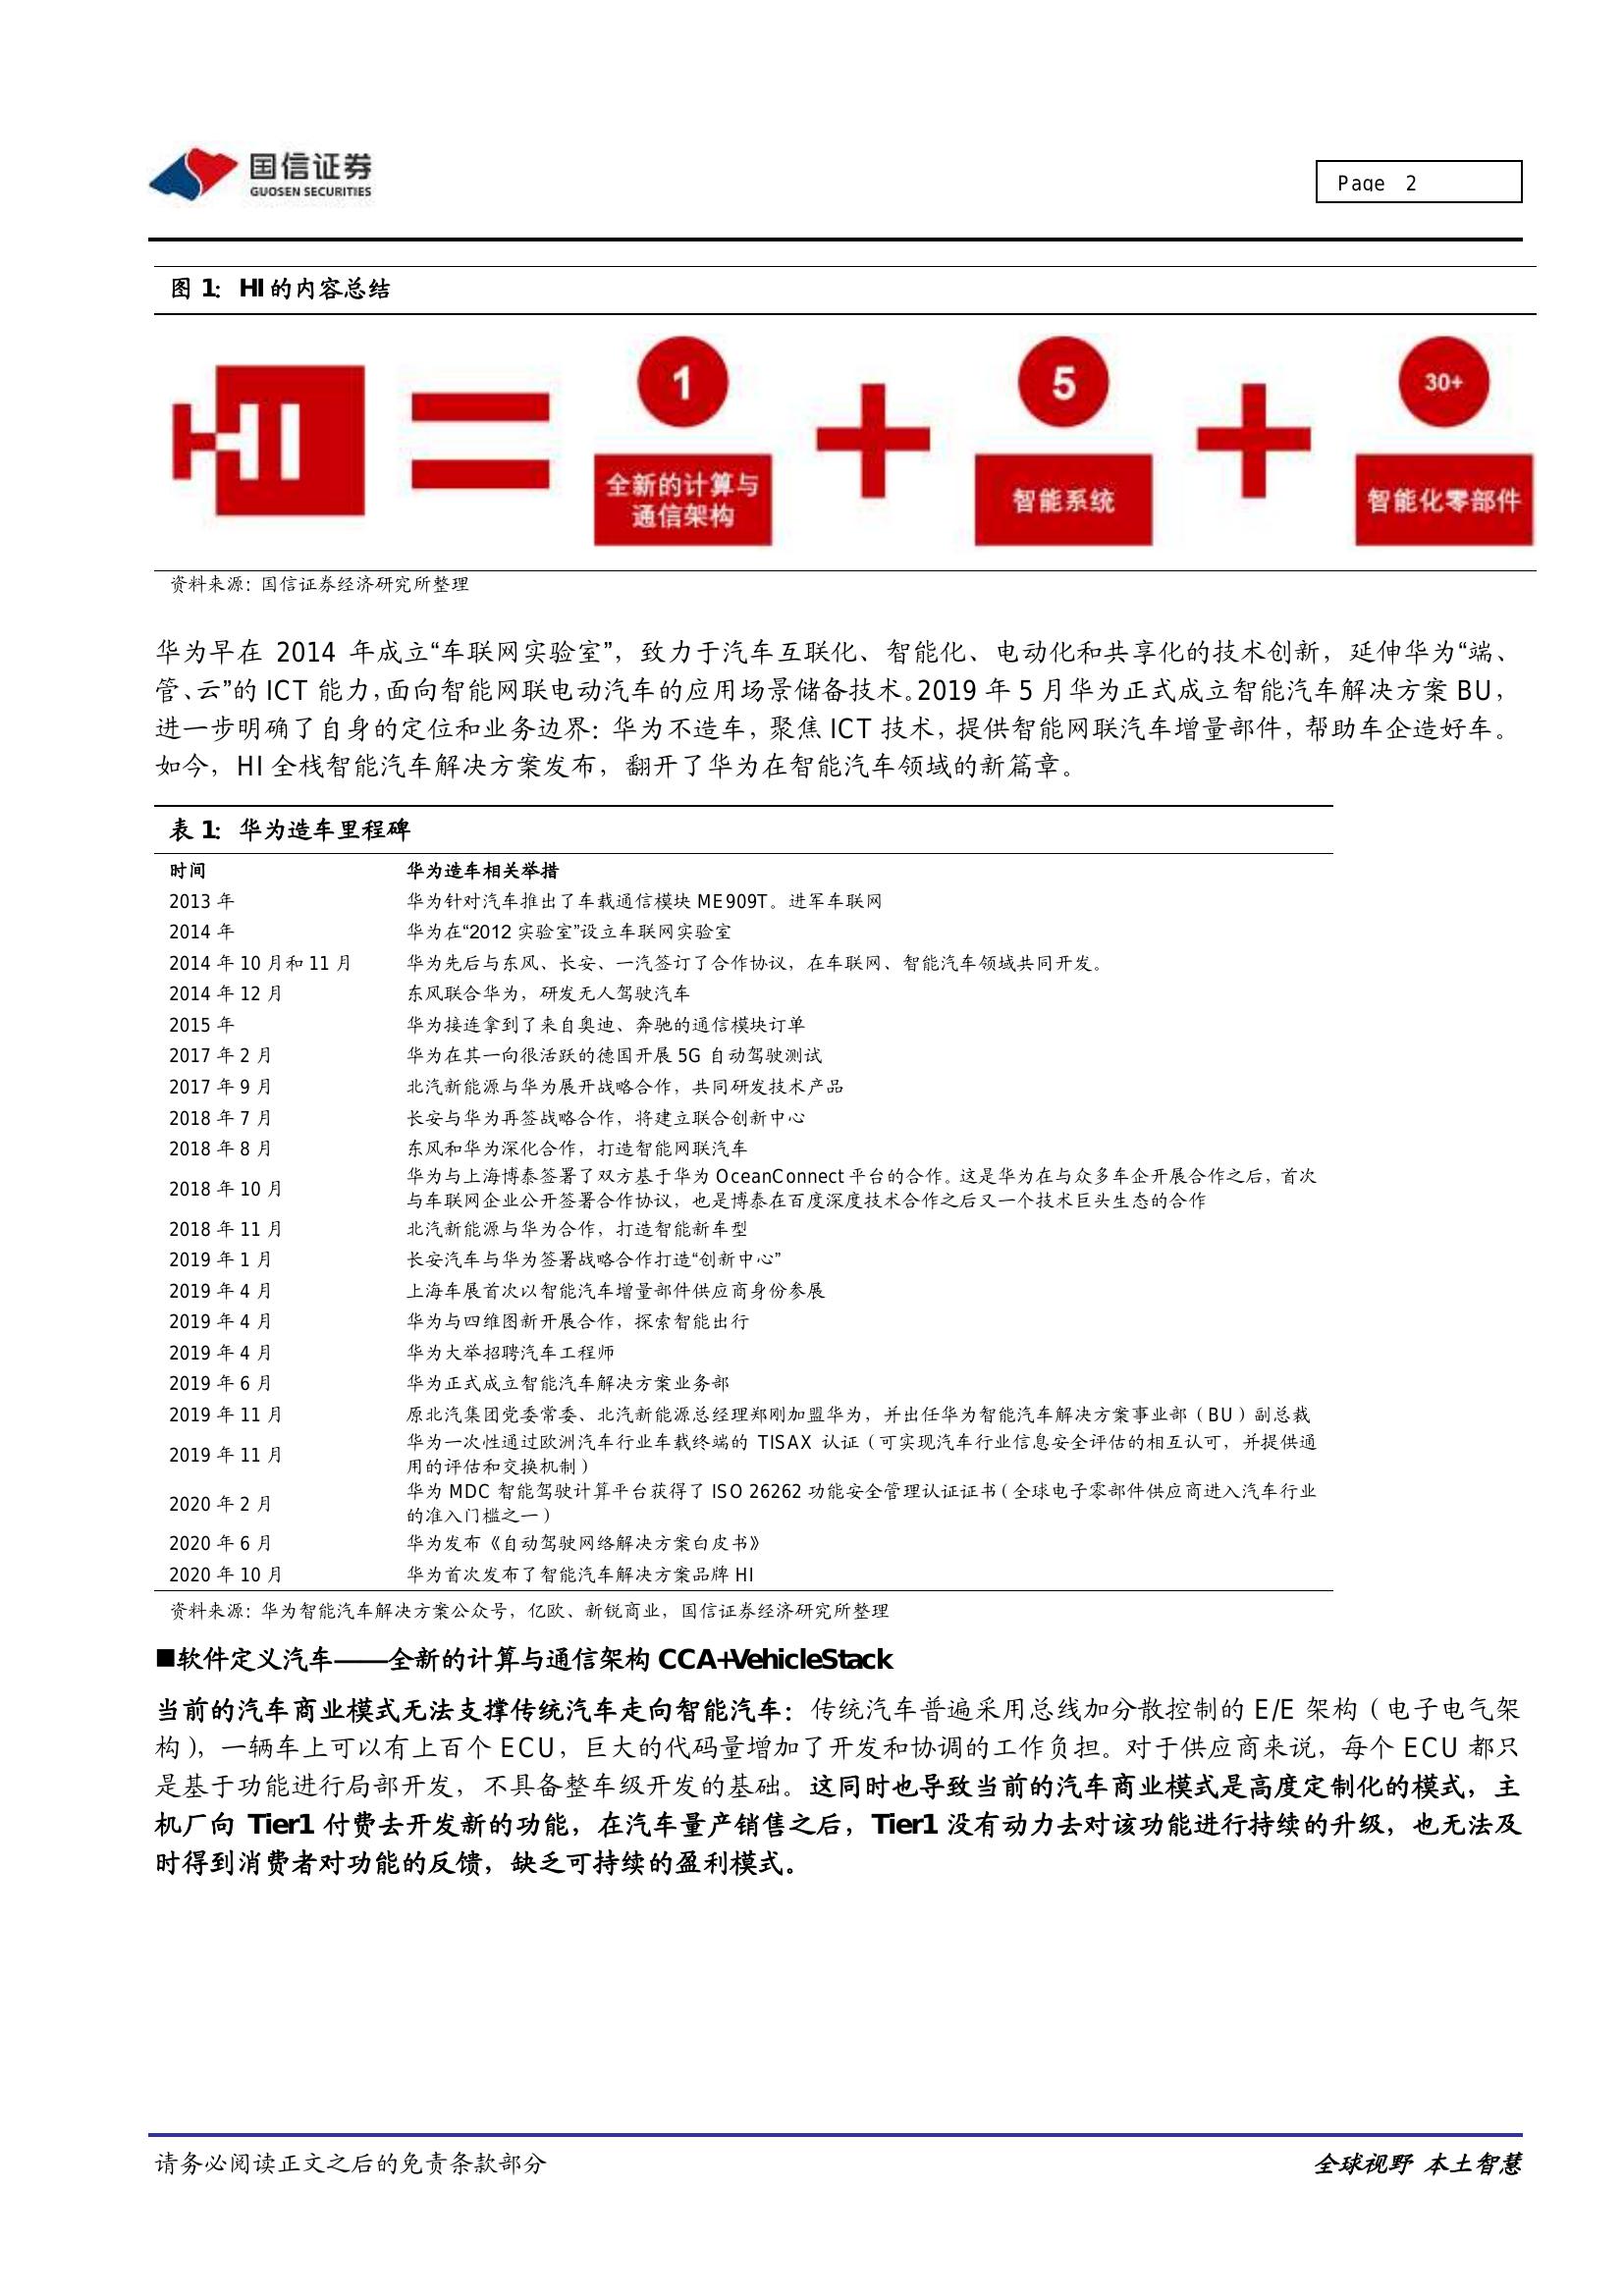 国信证券
GUOSEN SECURITIES
Page 2
图 1：HI 的内容总结
HI
1
5
30+
全新的计算与
通信架构
智能系统
智能化零部件
资料来源：国信证券经济研究所整理
华为早在 2014 年成立“车联网实验室”，致力于汽车互联化、智能化、电动化和共享化的技术创新，延伸华为“端、
管、云”的 ICT 能力，面向智能网联电动汽车的应用场景储备技术。2019 年 5 月华为正式成立智能汽车解决方案 BU，
进一步明确了自身的定位和业务边界：华为不造车，聚焦 ICT 技术，提供智能网联汽车增量部件，帮助车企造好车。
如今，HI 全栈智能汽车解决方案发布，翻开了华为在智能汽车领域的新篇章。
表 1：华为造车里程碑
时间 华为造车相关举措
2013 年 华为针对汽车推出了车载通信模块 ME909T。进军车联网
2014 年 华为在“2012 实验室”设立车联网实验室
2014 年 10 月和 11 月 华为先后与东风、长安、一汽签订了合作协议，在车联网、智能汽车领域共同开发。
2014 年 12 月 东风联合华为，研发无人驾驶汽车
2015 年 华为接连拿到了来自奥迪、奔驰的通信模块订单
2017 年 2 月 华为在其一向很活跃的德国开展 5G 自动驾驶测试
2017 年 9 月 北汽新能源与华为展开战略合作，共同研发技术产品
2018 年 7 月 长安与华为再签战略合作，将建立联合创新中心
2018 年 8 月 东风和华为深化合作，打造智能网联汽车
2018 年 10 月 华为与上海博泰签署了双方基于华为 OceanConnect 平台的合作。这是华为在与众多车企开展合作之后，首次
与车联网企业公开签署合作协议，也是博泰在百度深度技术合作之后又一个技术巨头生态的合作
2018 年 11 月 北汽新能源与华为合作，打造智能新车型
2019 年 1 月 长安汽车与华为签署战略合作打造“创新中心”
2019 年 4 月 上海车展首次以智能汽车增量部件供应商身份参展
2019 年 4 月 华为与四维图新开展合作，探索智能出行
2019 年 4 月 华为大举招聘汽车工程师
2019 年 6 月 华为正式成立智能汽车解决方案业务部
2019 年 11 月 原北汽集团党委常委、北汽新能源总经理郑刚加盟华为，并出任华为智能汽车解决方案事业部（BU）副总裁
2019 年 11 月 华为一次性通过欧洲汽车行业车载终端的 TISAX 认证（可实现汽车行业信息安全评估的相互认可，并提供通
用的评估和交换机制）
2020 年 2 月 华为 MDC 智能驾驶计算平台获得了 ISO 26262 功能安全管理认证证书（全球电子零部件供应商进入汽车行业
的准入门槛之一）
2020 年 6 月 华为发布《自动驾驶网络解决方案白皮书》
2020 年 10 月 华为首次发布了智能汽车解决方案品牌 HI
资料来源：华为智能汽车解决方案公众号，亿欧、新锐商业，国信证券经济研究所整理
■软件定义汽车——全新的计算与通信架构 CCA+VehicleStack
当前的汽车商业模式无法支撑传统汽车走向智能汽车：传统汽车普遍采用总线加分散控制的 E/E 架构（电子电气架
构），一辆车上可以有上百个 ECU，巨大的代码量增加了开发和协调的工作负担。对于供应商来说，每个 ECU 都只
是基于功能进行局部开发，不具备整车级开发的基础。这同时也导致当前的汽车商业模式是高度定制化的模式，主
机厂向 Tier1 付费去开发新的功能，在汽车量产销售之后，Tier1 没有动力去对该功能进行持续的升级，也无法及
时得到消费者对功能的反馈，缺乏可持续的盈利模式。
请务必阅读正文之后的免责条款部分
全球视野 本土智慧